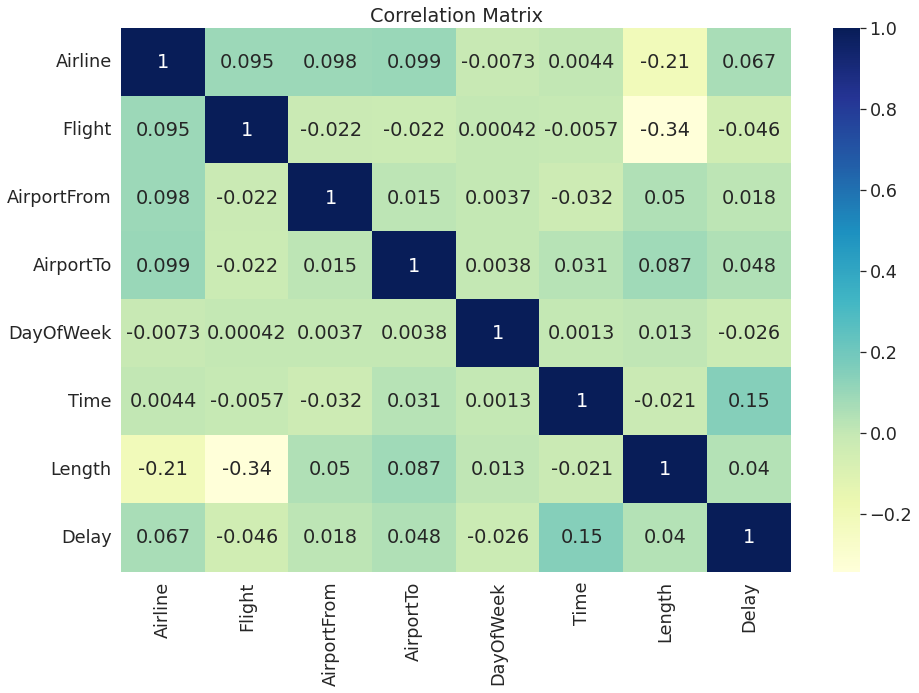 Correlation Matrix
Airline 1 0.095 0.098 0.099 -0.0073 0.0044 -0.21 0.067
Flight 0.095 1 -0.022 -0.022 0.00042 -0.0057 -0.34 -0.046
AirportFrom 0.098 -0.022 1 0.015 0.0037 -0.032 0.05 0.018
AirportTo 0.099 -0.022 0.015 1 0.0038 0.031 0.087 0.048
DayOfWeek -0.0073 0.00042 0.0037 0.0038 1 0.0013 0.013 -0.026
Time 0.0044 -0.0057 -0.032 0.031 0.0013 1 -0.021 0.15
Length -0.21 -0.34 0.05 0.087 0.013 -0.021 1 0.04
Delay 0.067 -0.046 0.018 0.048 -0.026 0.15 0.04 1
Airline Flight AirportFrom AirportTo DayOfWeek Time Length Delay
1.0
0.8
0.6
0.4
0.2
0.0
−0.2